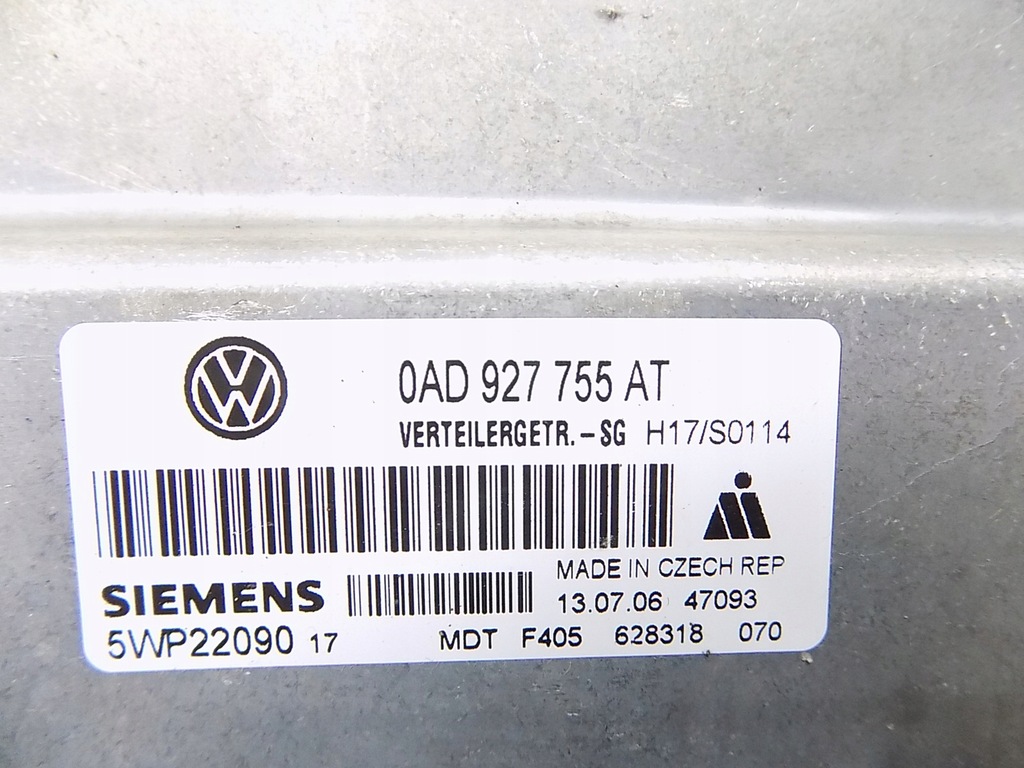 0AD 927 755 AT
VERTEILERGETR.-SG H17/S0114
MADE IN CZECH REP
SIEMENS 13.07.06 47093
5WP22090 17 MDT F405 628318 070